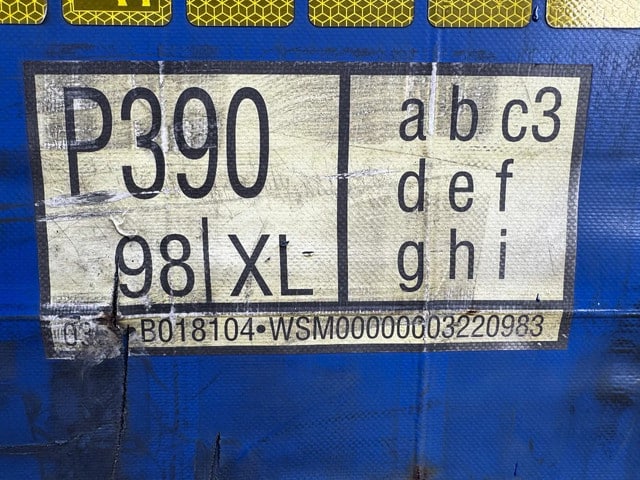 P390
98 XL
a b c3
d e f
g h i
B018104•WSM00000003220983